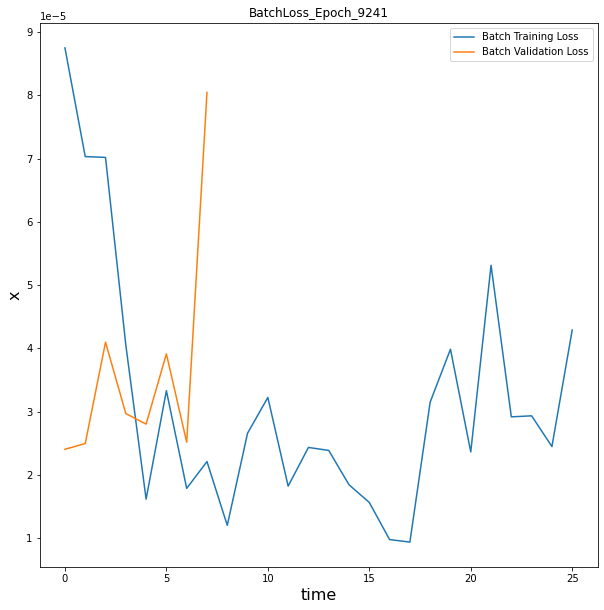 BatchLoss_Epoch_9241
1e−5
Batch Training Loss
Batch Validation Loss
9
8
7
6
5
4
3
2
1
x
0 5 10 15 20 25
time